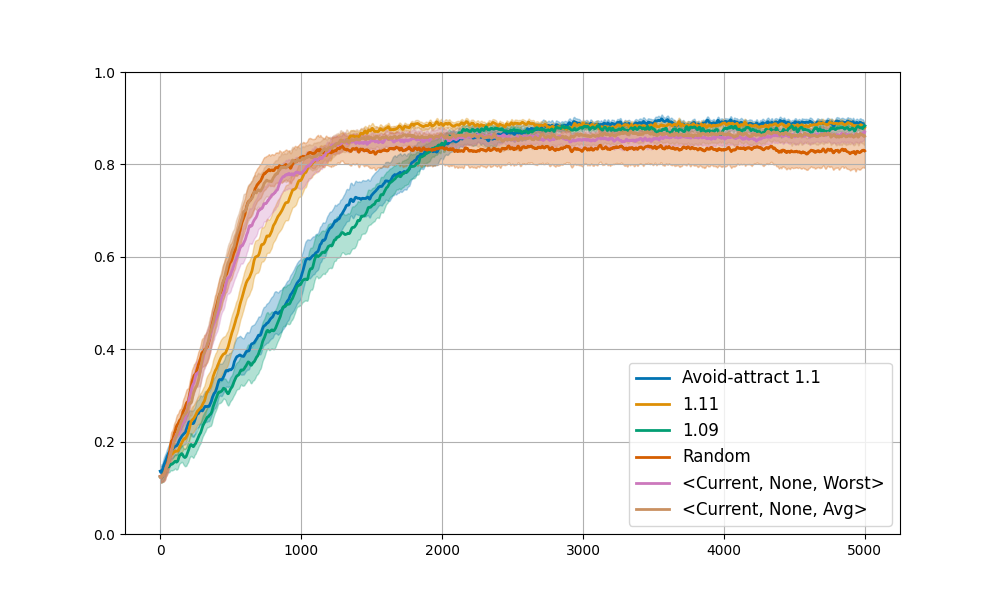 1.0
0.8
0.6
0.4
0.2
0.0
0 1000 2000 3000 4000 5000
Avoid-attract 1.1
1.11
1.09
Random
<Current, None, Worst>
<Current, None, Avg>